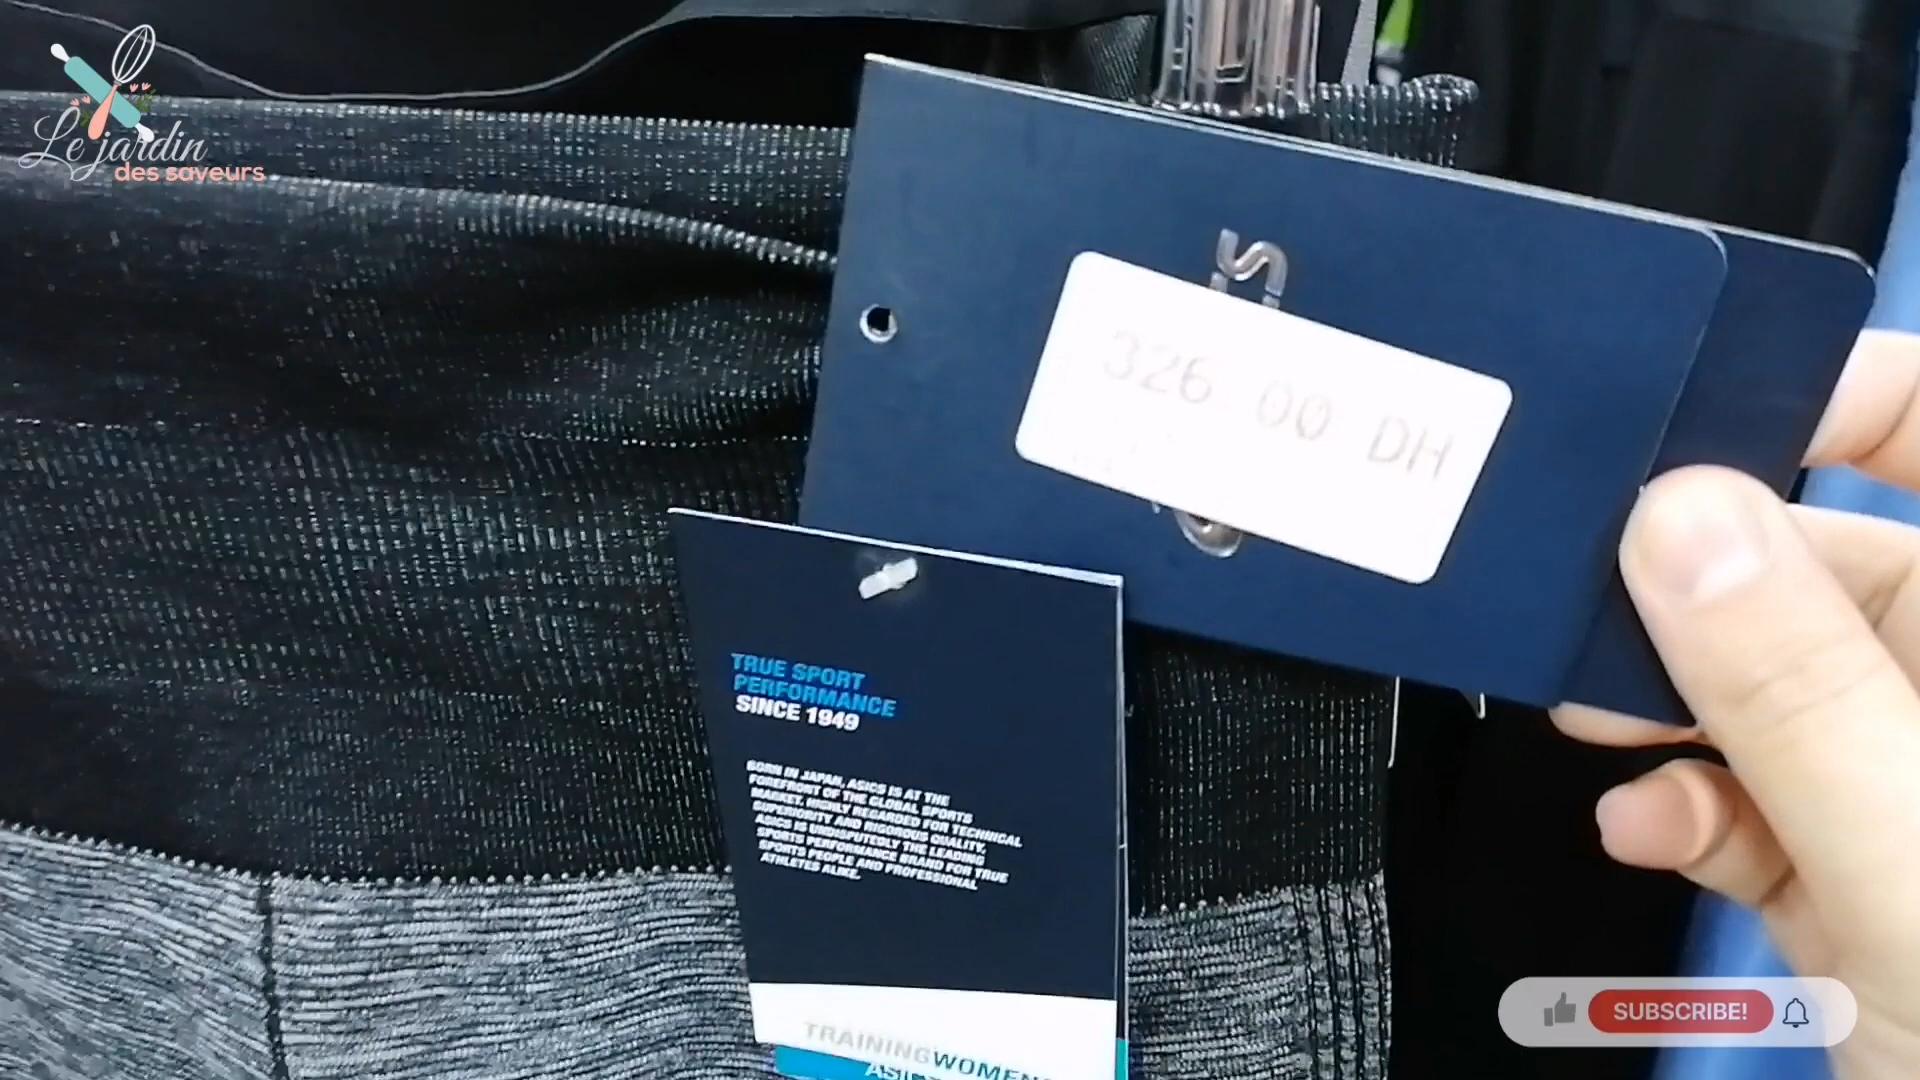 Le jardin
des saveurs
326 00 DH
TRUE SPORT
PERFORMANCE
SINCE 1949
BORN IN JAPAN, ASICS IS AT THE
FOREFRONT OF THE GLOBAL SPORTS
MARKET. HIGHLY REGARDED FOR TECHNICAL
SUPERIORITY AND RIGOROUS QUALITY,
ASICS IS UNDISPUTEDLY THE LEADING
SPORTS PERFORMANCE BRAND FOR TRUE
SPORTS PEOPLE AND PROFESSIONAL
ATHLETES ALIKE.
TRAININGWOMENS
SUBSCRIBE!